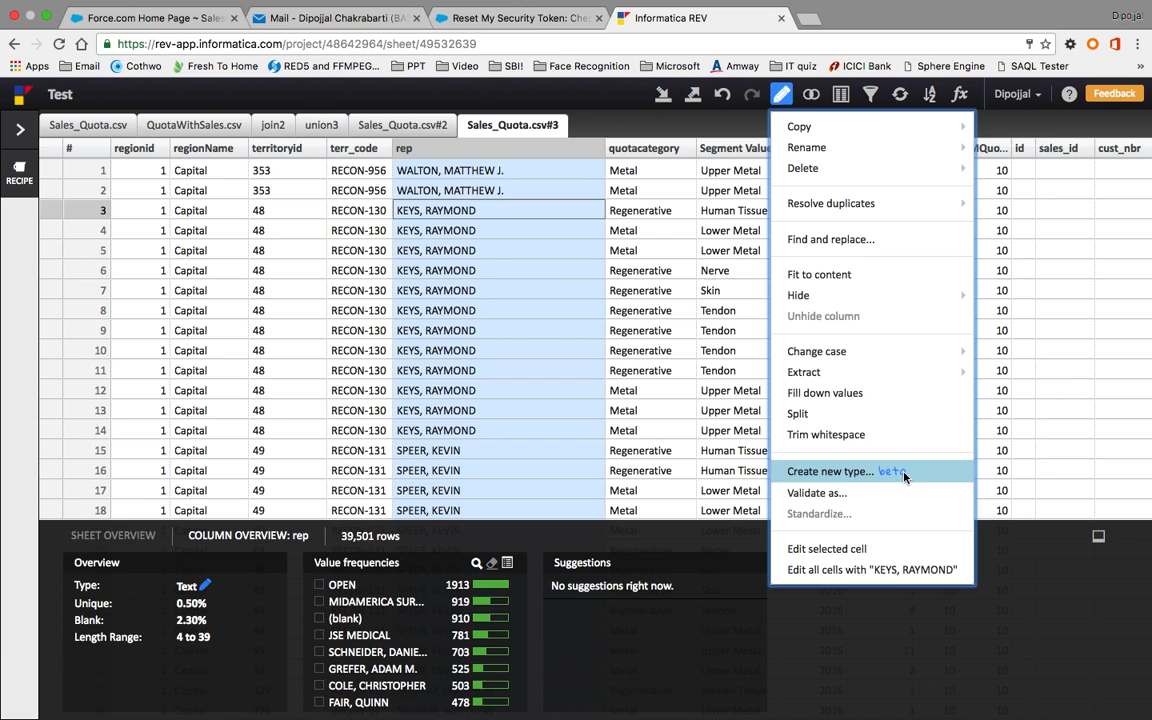 Force.com Home Page ~ Sales
Mail - Dipojjal Chakrabarti (BA
Reset My Security Token: Che
Informatica REV
Dipojjal
https://rev-app.informatica.com/project/48642964/sheet/49532639
Apps Email Cothwo Fresh To Home RED5 and FFMPEG... PPT Video SBI! Face Recognition Microsoft Amway IT quiz ICICI Bank Sphere Engine SAQL Tester »
Test
fx Dipojjal ? Feedback
Sales_Quota.csv QuotaWithSales.csv join2 union3 Sales_Quota.csv#2 Sales_Quota.csv#3
RECIPE
# regionid regionName territoryid terr_code rep quotacategory Segment Value MQuo... id sales_id cust_nbr
1 1 Capital 353 RECON-956 WALTON, MATTHEW J. Metal Upper Metal 10
2 1 Capital 353 RECON-956 WALTON, MATTHEW J. Metal Upper Metal 10
3 1 Capital 48 RECON-130 KEYS, RAYMOND Regenerative Human Tissue 10
4 1 Capital 48 RECON-130 KEYS, RAYMOND Metal Lower Metal 10
5 1 Capital 48 RECON-130 KEYS, RAYMOND Metal Lower Metal 10
6 1 Capital 48 RECON-130 KEYS, RAYMOND Regenerative Nerve 10
7 1 Capital 48 RECON-130 KEYS, RAYMOND Regenerative Skin 10
8 1 Capital 48 RECON-130 KEYS, RAYMOND Regenerative Tendon 10
9 1 Capital 48 RECON-130 KEYS, RAYMOND Regenerative Tendon 10
10 1 Capital 48 RECON-130 KEYS, RAYMOND Regenerative Tendon 10
11 1 Capital 48 RECON-130 KEYS, RAYMOND Regenerative Tendon 10
12 1 Capital 48 RECON-130 KEYS, RAYMOND Metal Upper Metal 10
13 1 Capital 48 RECON-130 KEYS, RAYMOND Metal Upper Metal 10
14 1 Capital 48 RECON-130 KEYS, RAYMOND Metal Upper Metal 10
15 1 Capital 49 RECON-131 SPEER, KEVIN Regenerative Human Tissue 10
16 1 Capital 49 RECON-131 SPEER, KEVIN Regenerative Human Tissue 10
17 1 Capital 49 RECON-131 SPEER, KEVIN Metal Lower Metal 10
18 1 Capital 49 RECON-131 SPEER, KEVIN Metal Lower Metal 10
Copy
Rename
Delete
Resolve duplicates
Find and replace...
Fit to content
Hide
Unhide column
Change case
Extract
Fill down values
Split
Trim whitespace
Create new type... beta
Validate as...
Standardize...
Edit selected cell
Edit all cells with "KEYS, RAYMOND"
SHEET OVERVIEW COLUMN OVERVIEW: rep 39,501 rows
Overview
Type: Text
Unique: 0.50%
Blank: 2.30%
Length Range: 4 to 39
Value frequencies
OPEN 1913
MIDAMERICA SUR... 919
(blank) 910
JSE MEDICAL 781
SCHNEIDER, DANIE... 703
GREFER, ADAM M. 525
COLE, CHRISTOPHER 503
FAIR, QUINN 478
Suggestions
No suggestions right now.